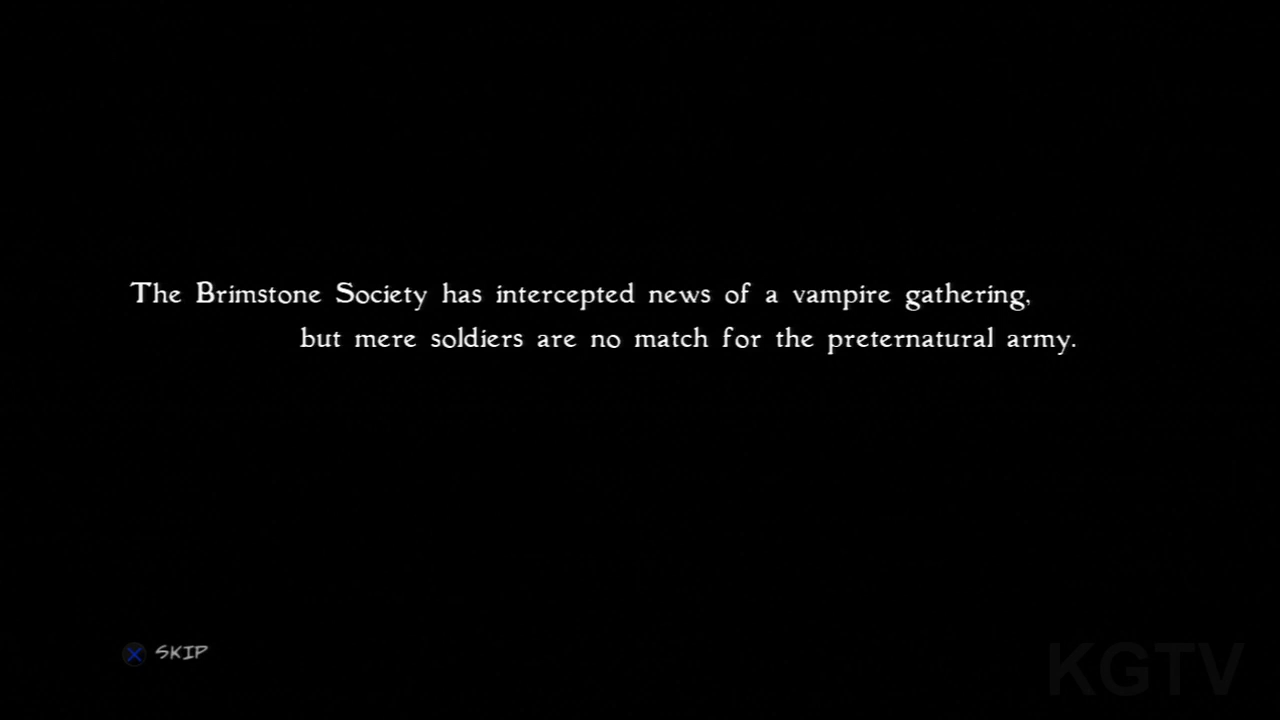 The Brimstone Society has intercepted news of a vampire gathering,
but mere soldiers are no match for the preternatural army.
SKIP
KGTV